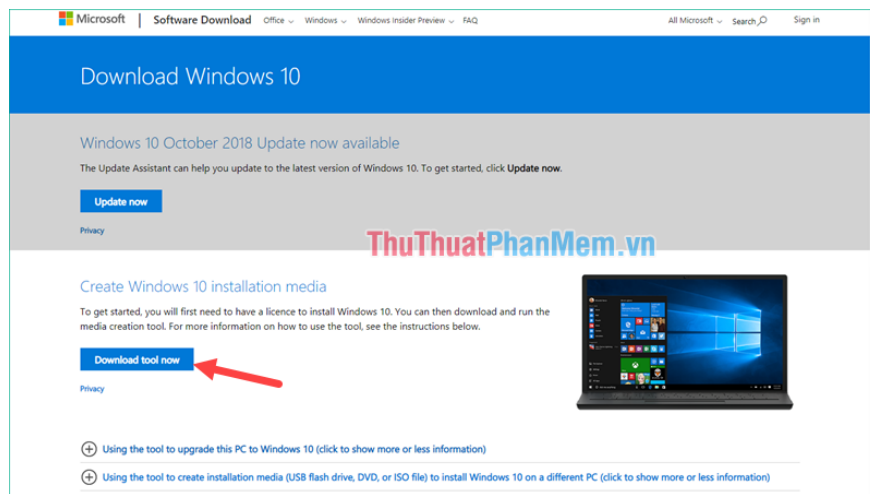 Microsoft | Software Download Office Windows Windows Insider Preview FAQ All Microsoft Search Sign in
Download Windows 10
Windows 10 October 2018 Update now available
The Update Assistant can help you update to the latest version of Windows 10. To get started, click Update now.
Update now
Privacy
ThuThuatPhanMem.vn
Create Windows 10 installation media
To get started, you will first need to have a licence to install Windows 10. You can then download and run the
media creation tool. For more information on how to use the tool, see the instructions below.
Download tool now
Privacy
Using the tool to upgrade this PC to Windows 10 (click to show more or less information)
Using the tool to create installation media (USB flash drive, DVD, or ISO file) to install Windows 10 on a different PC (click to show more or less information)